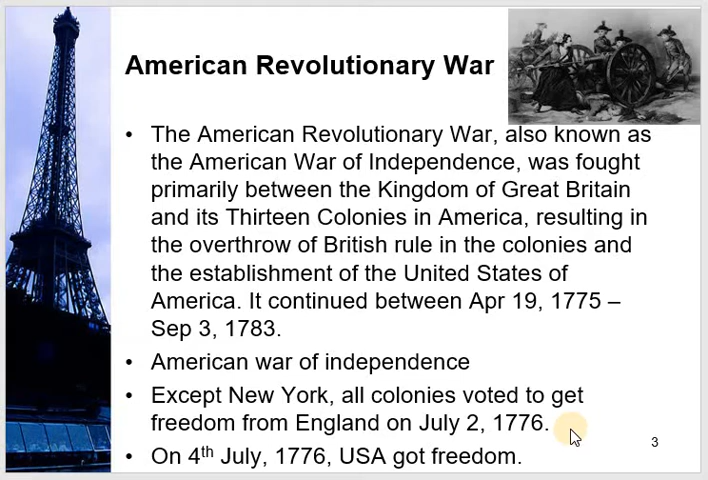 American Revolutionary War
• The American Revolutionary War, also known as
the American War of Independence, was fought
primarily between the Kingdom of Great Britain
and its Thirteen Colonies in America, resulting in
the overthrow of British rule in the colonies and
the establishment of the United States of
America. It continued between Apr 19, 1775 –
Sep 3, 1783.
• American war of independence
• Except New York, all colonies voted to get
freedom from England on July 2, 1776.
• On 4th July, 1776, USA got freedom.
3